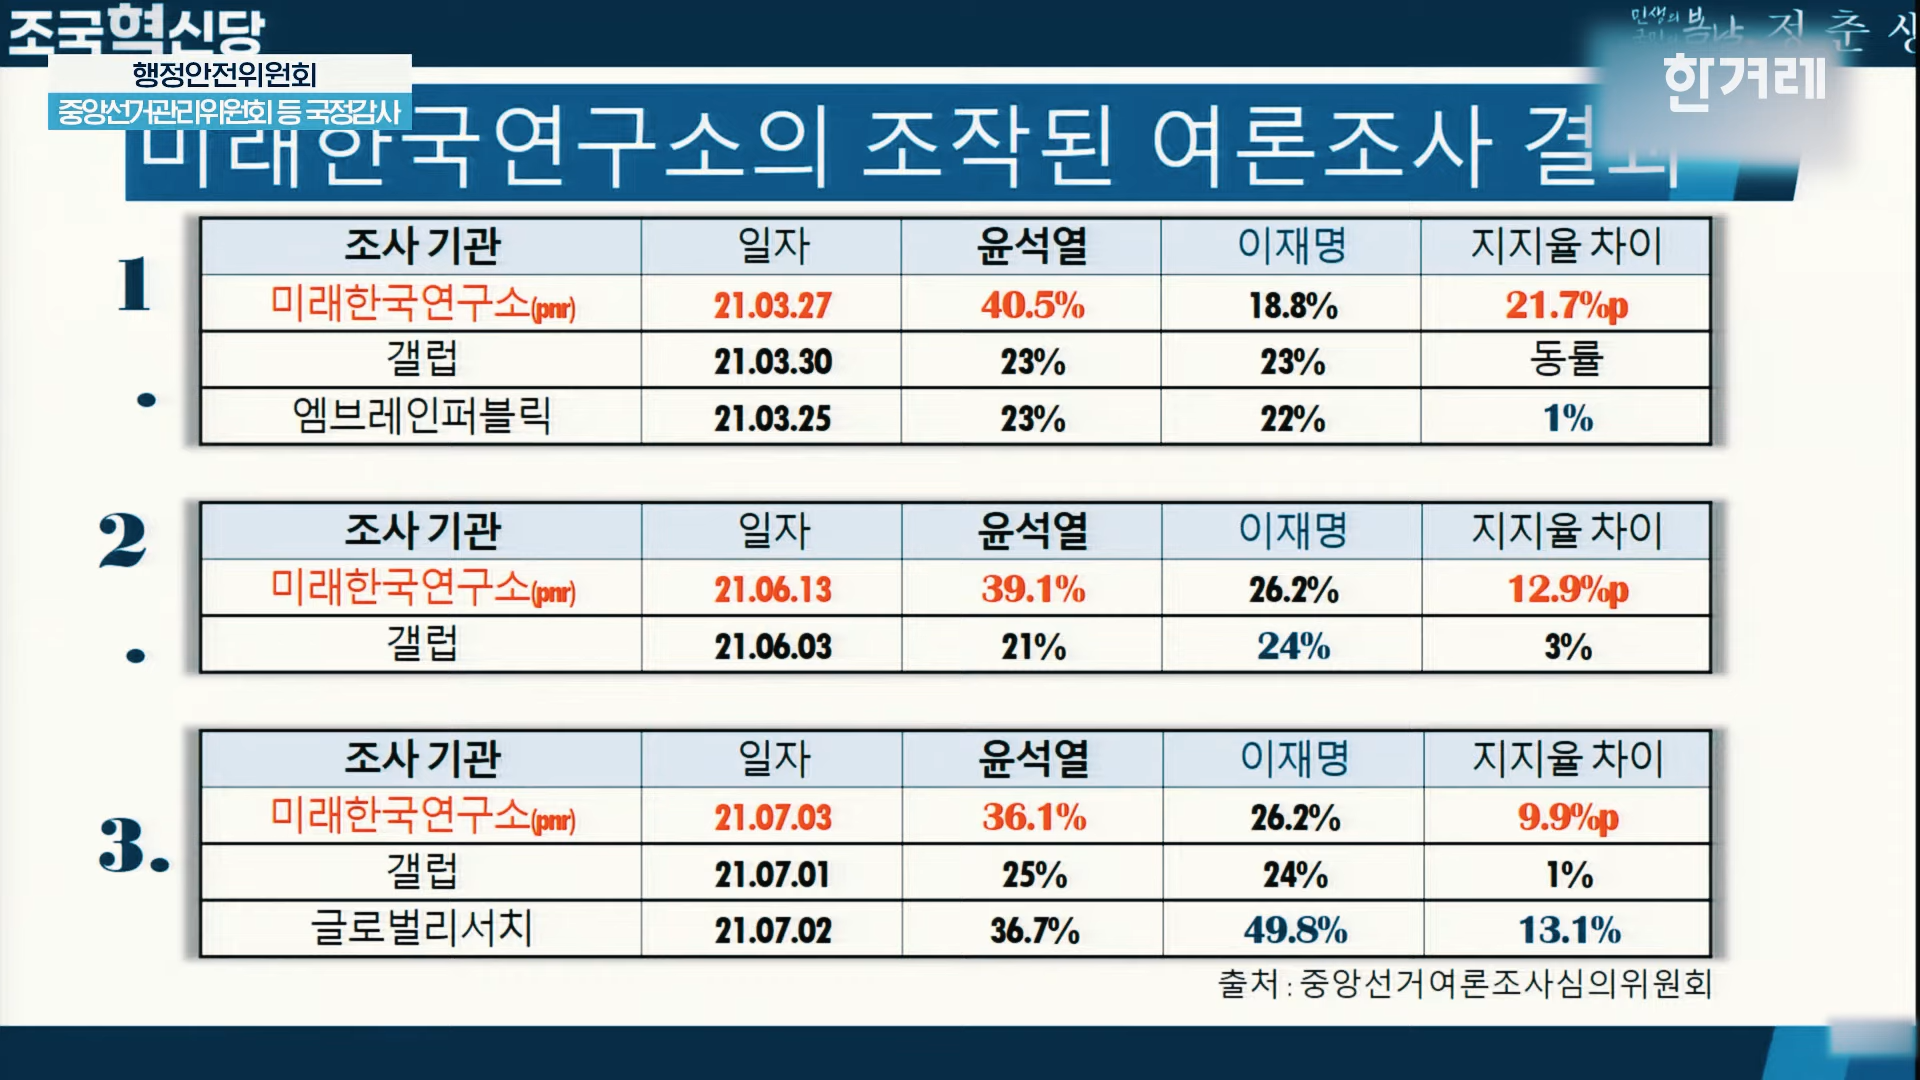 조국혁신당
민생의 봄날 정춘생
행정안전위원회
중앙선거관리위원회 등 국정감사
한겨레
미래한국연구소의 조작된 여론조사 결과
1.
조사 기관 일자 윤석열 이재명 지지율 차이
미래한국연구소(pnr) 21.03.27 40.5% 18.8% 21.7%p
갤럽 21.03.30 23% 23% 동률
엠브레인퍼블릭 21.03.25 23% 22% 1%
2.
조사 기관 일자 윤석열 이재명 지지율 차이
미래한국연구소(pnr) 21.06.13 39.1% 26.2% 12.9%p
갤럽 21.06.03 21% 24% 3%
3.
조사 기관 일자 윤석열 이재명 지지율 차이
미래한국연구소(pnr) 21.07.03 36.1% 26.2% 9.9%p
갤럽 21.07.01 25% 24% 1%
글로벌리서치 21.07.02 36.7% 49.8% 13.1%
출처 : 중앙선거여론조사심의위원회